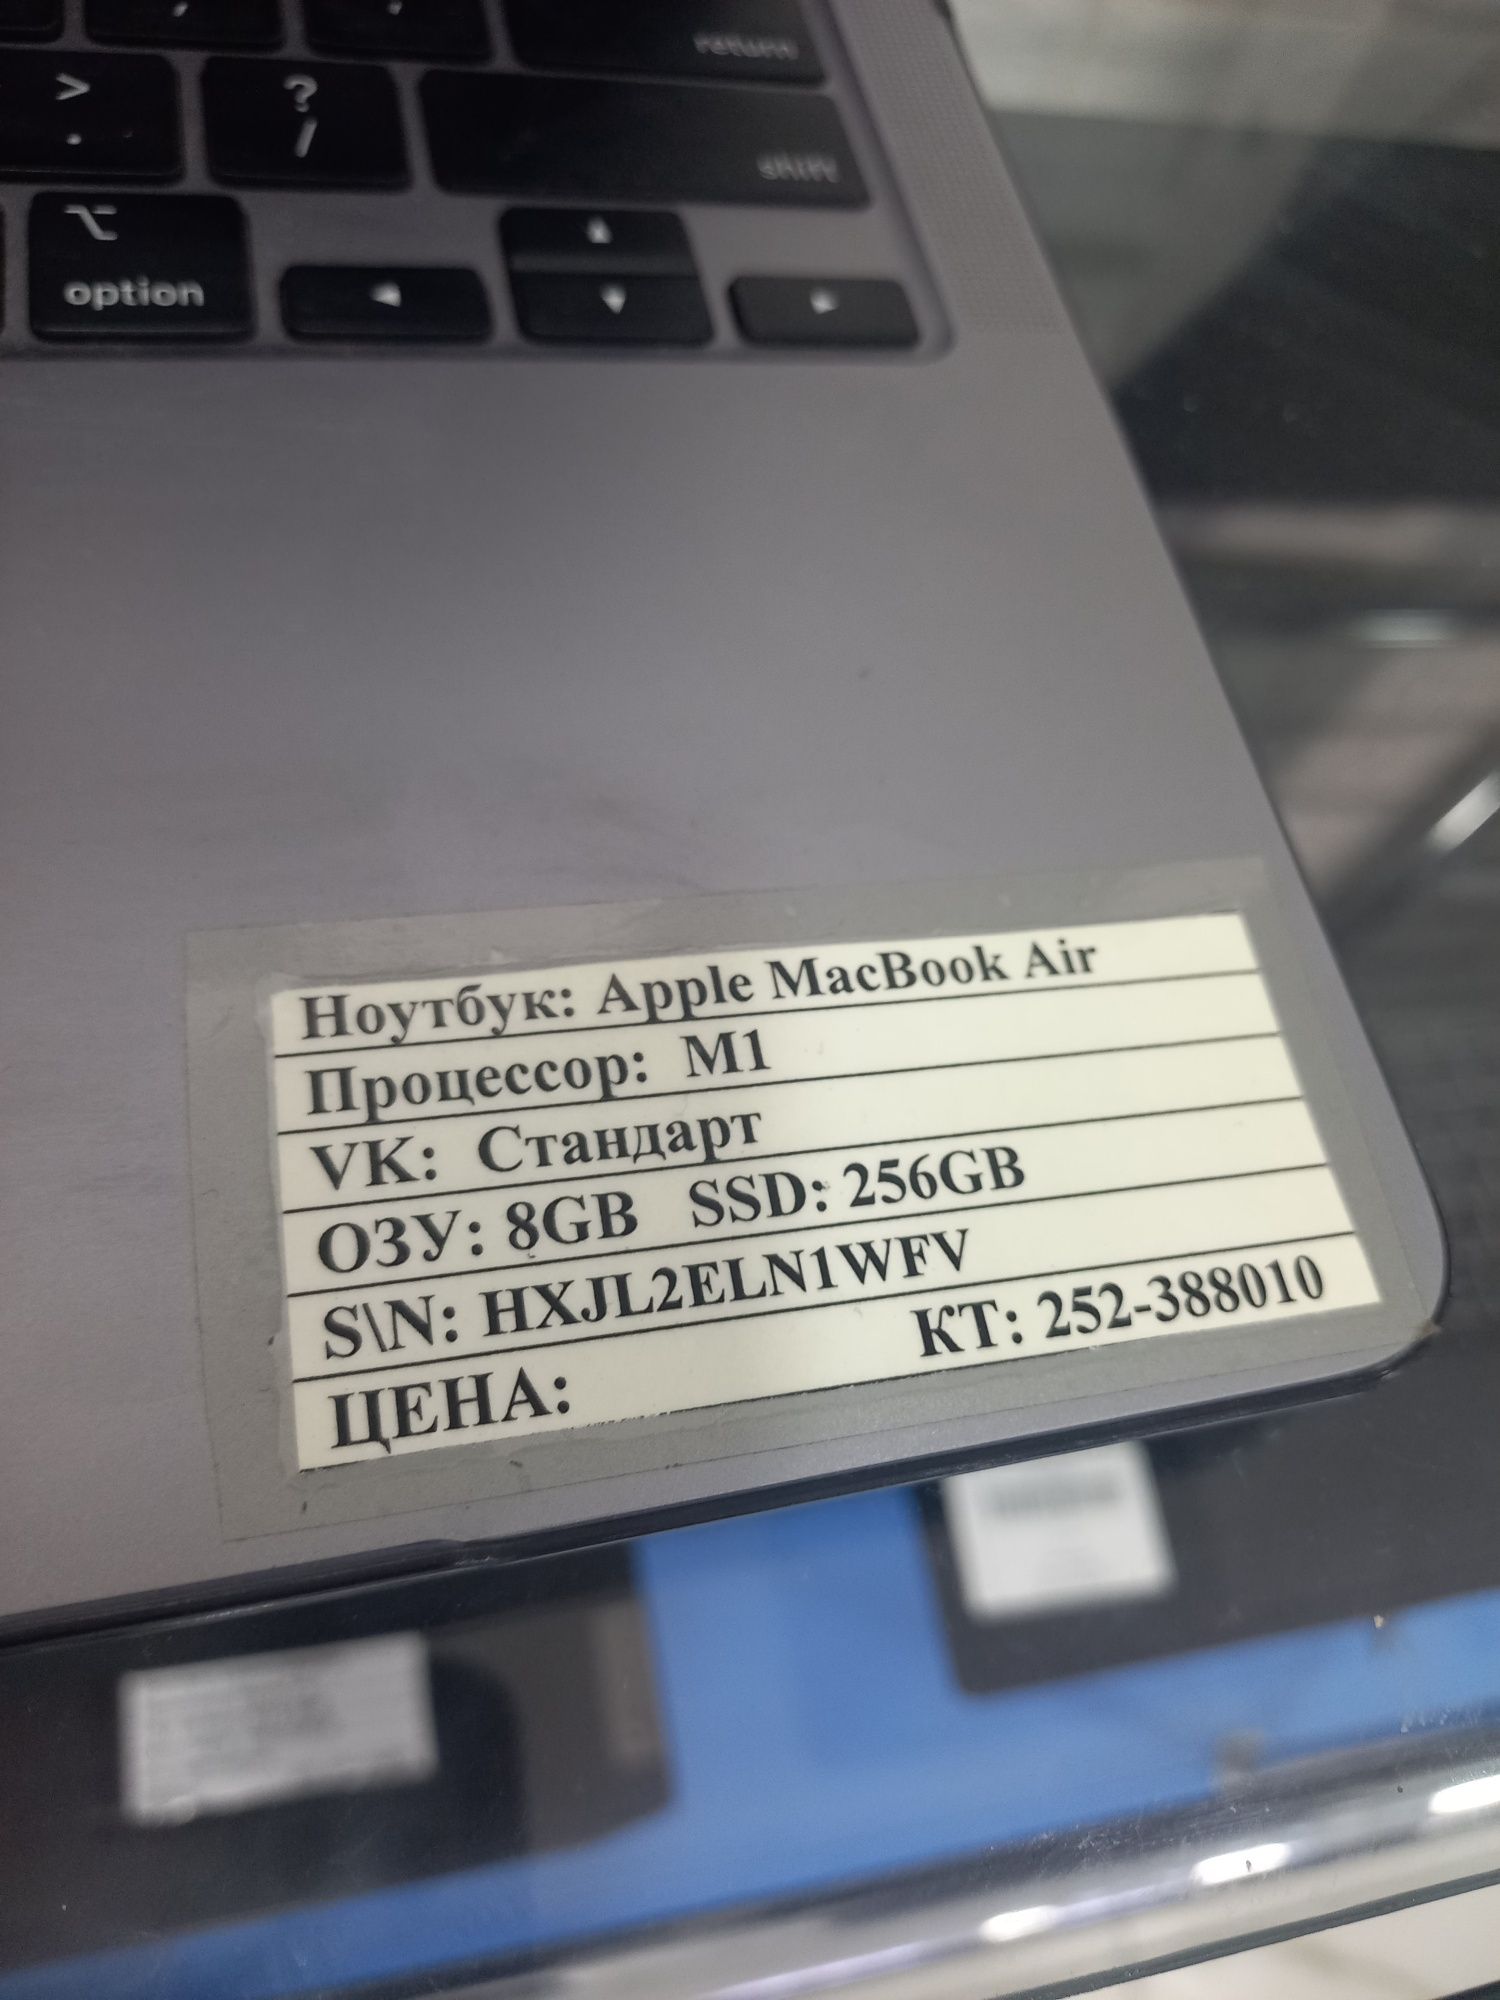 return
> .
? /
shift
option
Ноутбук: Apple MacBook Air
Процессор: M1
VK: Стандарт
ОЗУ: 8GB SSD: 256GB
S\N: HXJL2ELN1WFV
ЦЕНА: КТ: 252-388010